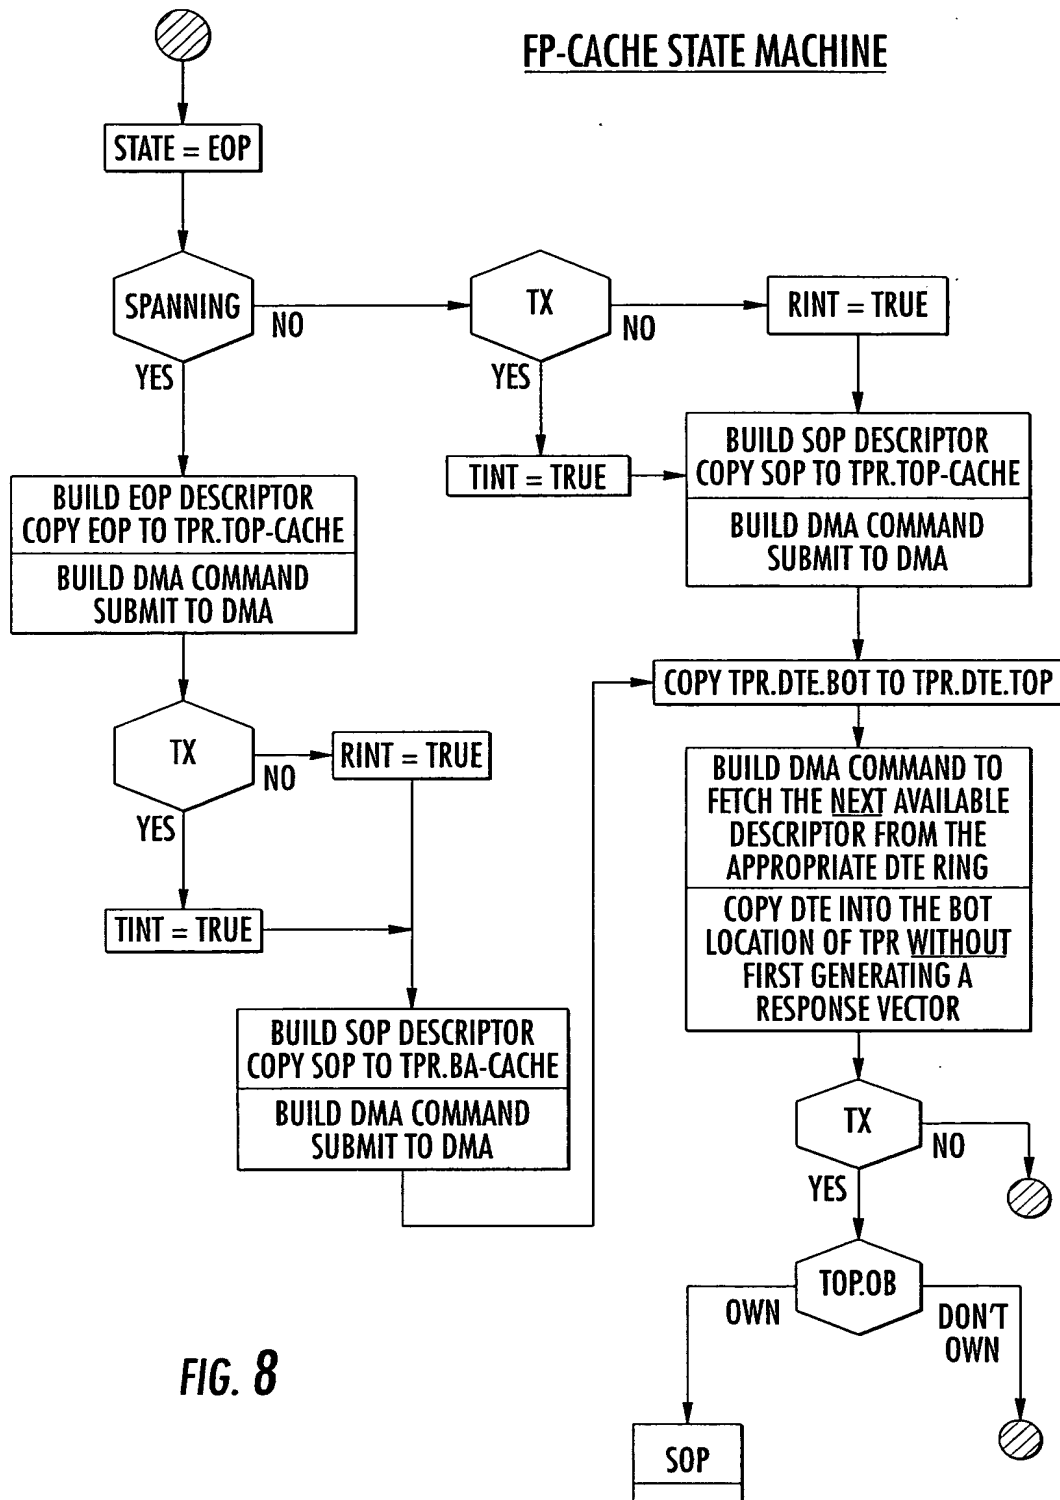 FP-CACHE STATE MACHINE
STATE = EOP
SPANNING
NO
YES
TX
NO
YES
RINT = TRUE
TINT = TRUE
BUILD SOP DESCRIPTOR
COPY SOP TO TPR.TOP-CACHE
BUILD DMA COMMAND
SUBMIT TO DMA
BUILD EOP DESCRIPTOR
COPY EOP TO TPR.TOP-CACHE
BUILD DMA COMMAND
SUBMIT TO DMA
TX
NO
YES
RINT = TRUE
TINT = TRUE
BUILD SOP DESCRIPTOR
COPY SOP TO TPR.BA-CACHE
BUILD DMA COMMAND
SUBMIT TO DMA
COPY TPR.DTE.BOT TO TPR.DTE.TOP
BUILD DMA COMMAND TO
FETCH THE NEXT AVAILABLE
DESCRIPTOR FROM THE
APPROPRIATE DTE RING
COPY DTE INTO THE BOT
LOCATION OF TPR WITHOUT
FIRST GENERATING A
RESPONSE VECTOR
TX
NO
YES
TOP.OB
OWN
DON'T
OWN
SOP
FIG. 8